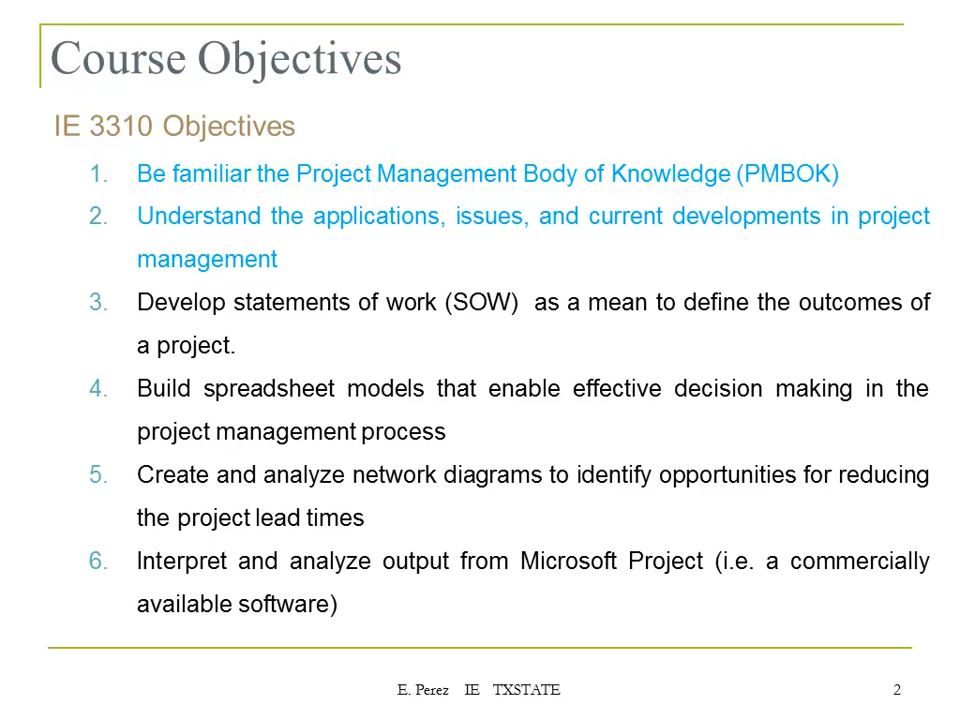 Course Objectives
IE 3310 Objectives
1. Be familiar the Project Management Body of Knowledge (PMBOK)
2. Understand the applications, issues, and current developments in project
management
3. Develop statements of work (SOW)  as a mean to define the outcomes of
a project.
4. Build spreadsheet models that enable effective decision making in the
project management process
5. Create and analyze network diagrams to identify opportunities for reducing
the project lead times
6. Interpret and analyze output from Microsoft Project (i.e. a commercially
available software)
E. Perez IE TXSTATE 2